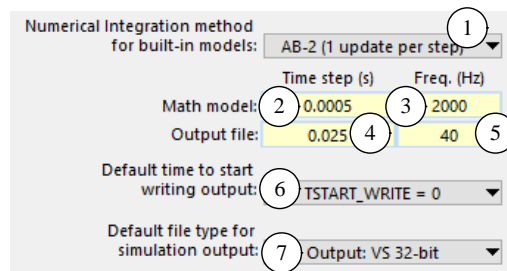 Numerical Integration method
for built-in models:
AB-2 (1 update per step)
1
Time step (s)
Freq. (Hz)
Math model:
2
0.0005
3
2000
Output file:
0.025
4
40
5
Default time to start
writing output:
6
TSTART_WRITE = 0
Default file type for
simulation output:
7
Output: VS 32-bit